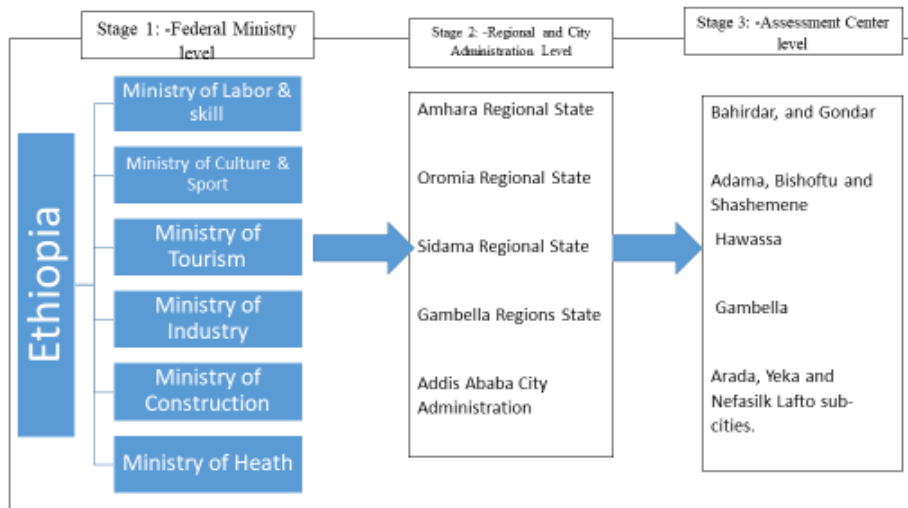 Stage 1: -Federal Ministry
level
Stage 2: -Regional and City
Administration Level
Stage 3: -Assessment Center
level
Ethiopia
Ministry of Labor &
skill
Ministry of Culture &
Sport
Ministry of
Tourism
Ministry of
Industry
Ministry of
Construction
Ministry of Heath
Amhara Regional State
Oromia Regional State
Sidama Regional State
Gambella Regions State
Addis Ababa City
Administration
Bahirdar, and Gondar
Adama, Bishoftu and
Shashemene
Hawassa
Gambella
Arada, Yeka and
Nefasilk Lafto sub-
cities.